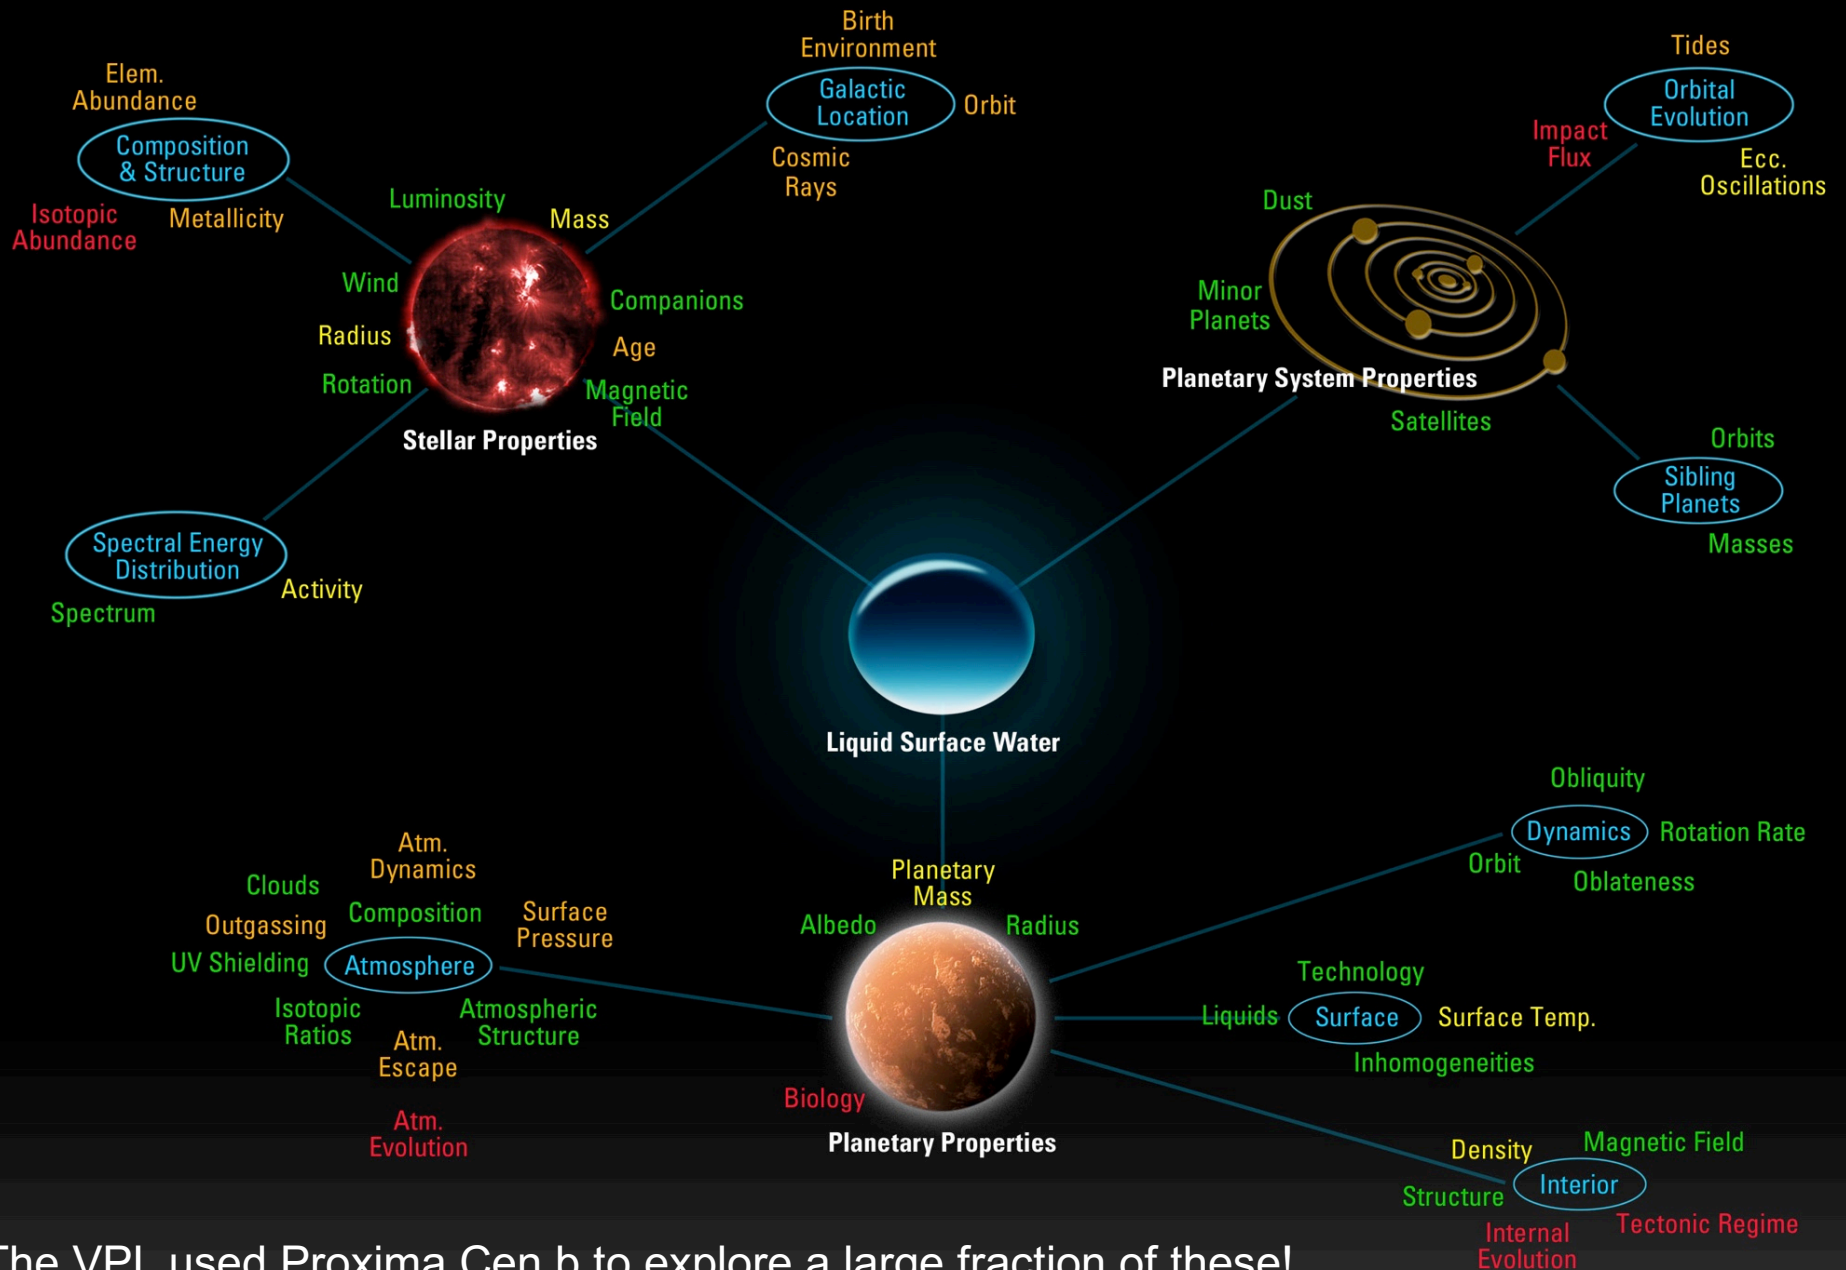 Birth
Environment
Galactic
Location
Orbit
Cosmic
Rays
Elem.
Abundance
Composition
& Structure
Isotopic
Abundance
Metallicity
Luminosity
Mass
Wind
Companions
Radius
Age
Rotation
Magnetic
Field
Stellar Properties
Spectral Energy
Distribution
Activity
Spectrum
Tides
Orbital
Evolution
Impact
Flux
Ecc.
Oscillations
Dust
Minor
Planets
Planetary System Properties
Satellites
Orbits
Sibling
Planets
Masses
Liquid Surface Water
Atm.
Dynamics
Clouds
Composition
Surface
Pressure
Outgassing
UV Shielding
Atmosphere
Isotopic
Ratios
Atmospheric
Structure
Atm.
Escape
Atm.
Evolution
Planetary
Mass
Albedo
Radius
Biology
Planetary Properties
Obliquity
Dynamics
Rotation Rate
Orbit
Oblateness
Technology
Liquids
Surface
Surface Temp.
Inhomogeneities
Density
Magnetic Field
Interior
Structure
Tectonic Regime
Internal
Evolution
The VPL used Proxima Cen b to explore a large fraction of these!